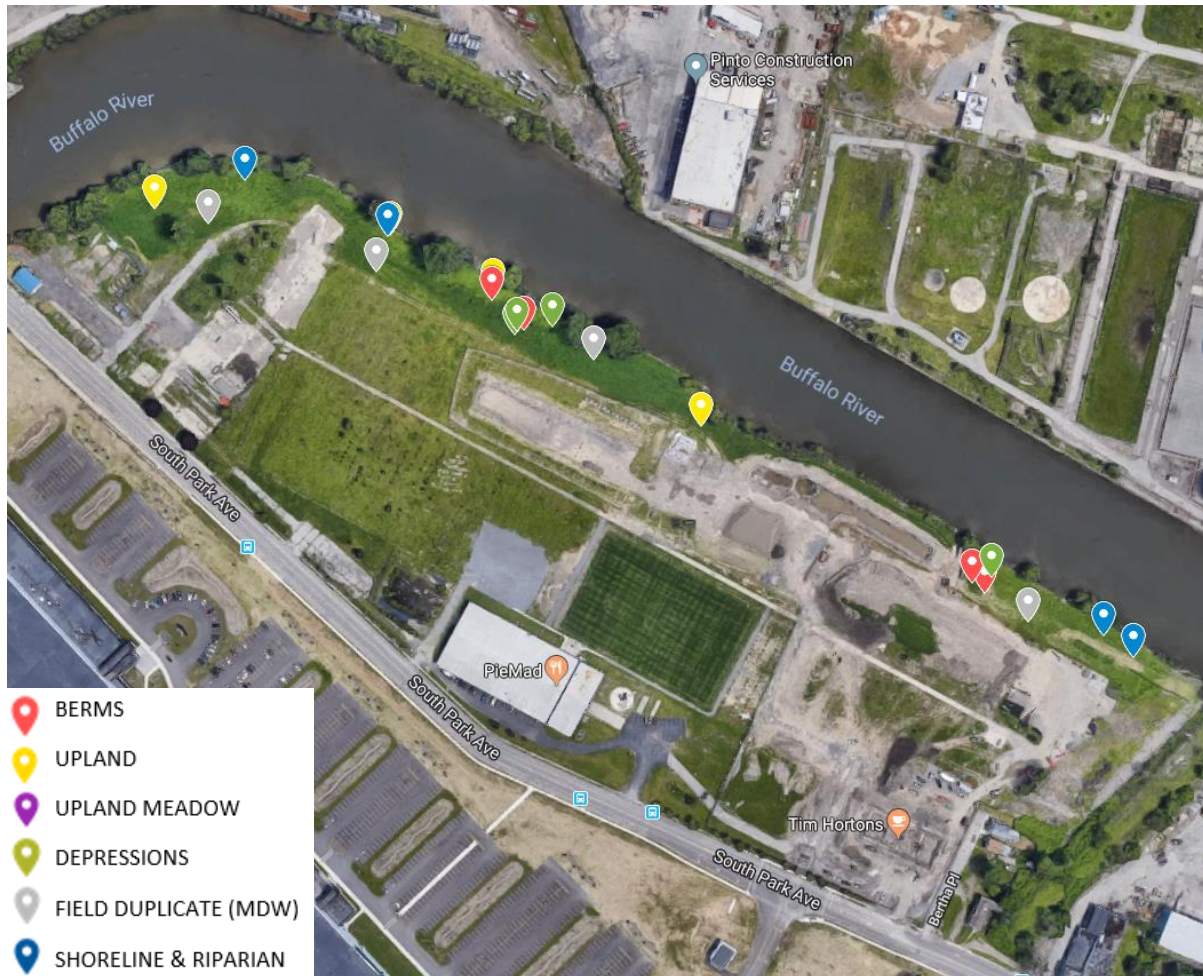 Pinto Construction
Services
Buffalo River
Buffalo River
South Park Ave
PieMad
South Park Ave
Tim Hortons
South Park Ave
Bertha Pl
BERMS
UPLAND
UPLAND MEADOW
DEPRESSIONS
FIELD DUPLICATE (MDW)
SHORELINE & RIPARIAN